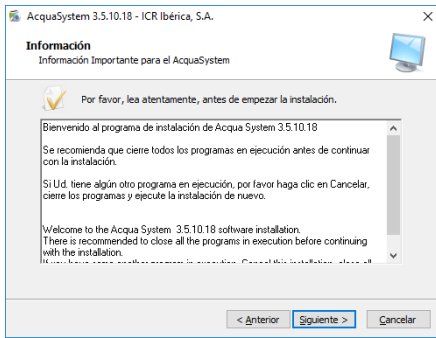 AcquaSystem 3.5.10.18 - ICR Ibérica, S.A.
Información
Información Importante para el AcquaSystem
Por favor, lea atentamente, antes de empezar la instalación.
Bienvenido al programa de instalación de Acqua System 3.5.10.18
Se recomienda que cierre todos los programas en ejecución antes de continuar
con la instalación.
Si Ud. tiene algún otro programa en ejecución, por favor haga clic en Cancelar,
cierre los programas y ejecute la instalación de nuevo.
Welcome to the Acqua System 3.5.10.18 software installation.
There is recommended to close all the programs in execution before continuing
with the installation.
< Anterior
Siguiente >
Cancelar